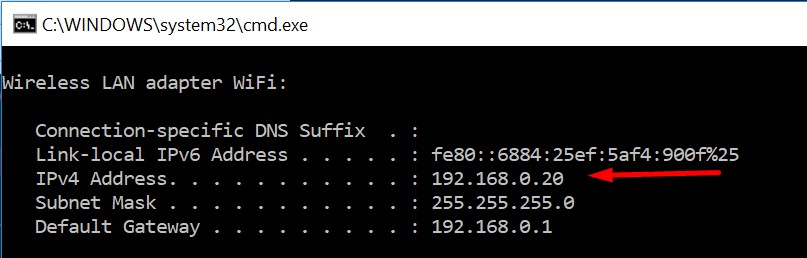 C:\WINDOWS\system32\cmd.exe
Wireless LAN adapter WiFi:
Connection-specific DNS Suffix  . :
Link-local IPv6 Address . . . . . : fe80::6884:25ef:5af4:900f%25
IPv4 Address. . . . . . . . . . . : 192.168.0.20
Subnet Mask . . . . . . . . . . . : 255.255.255.0
Default Gateway . . . . . . . . . : 192.168.0.1